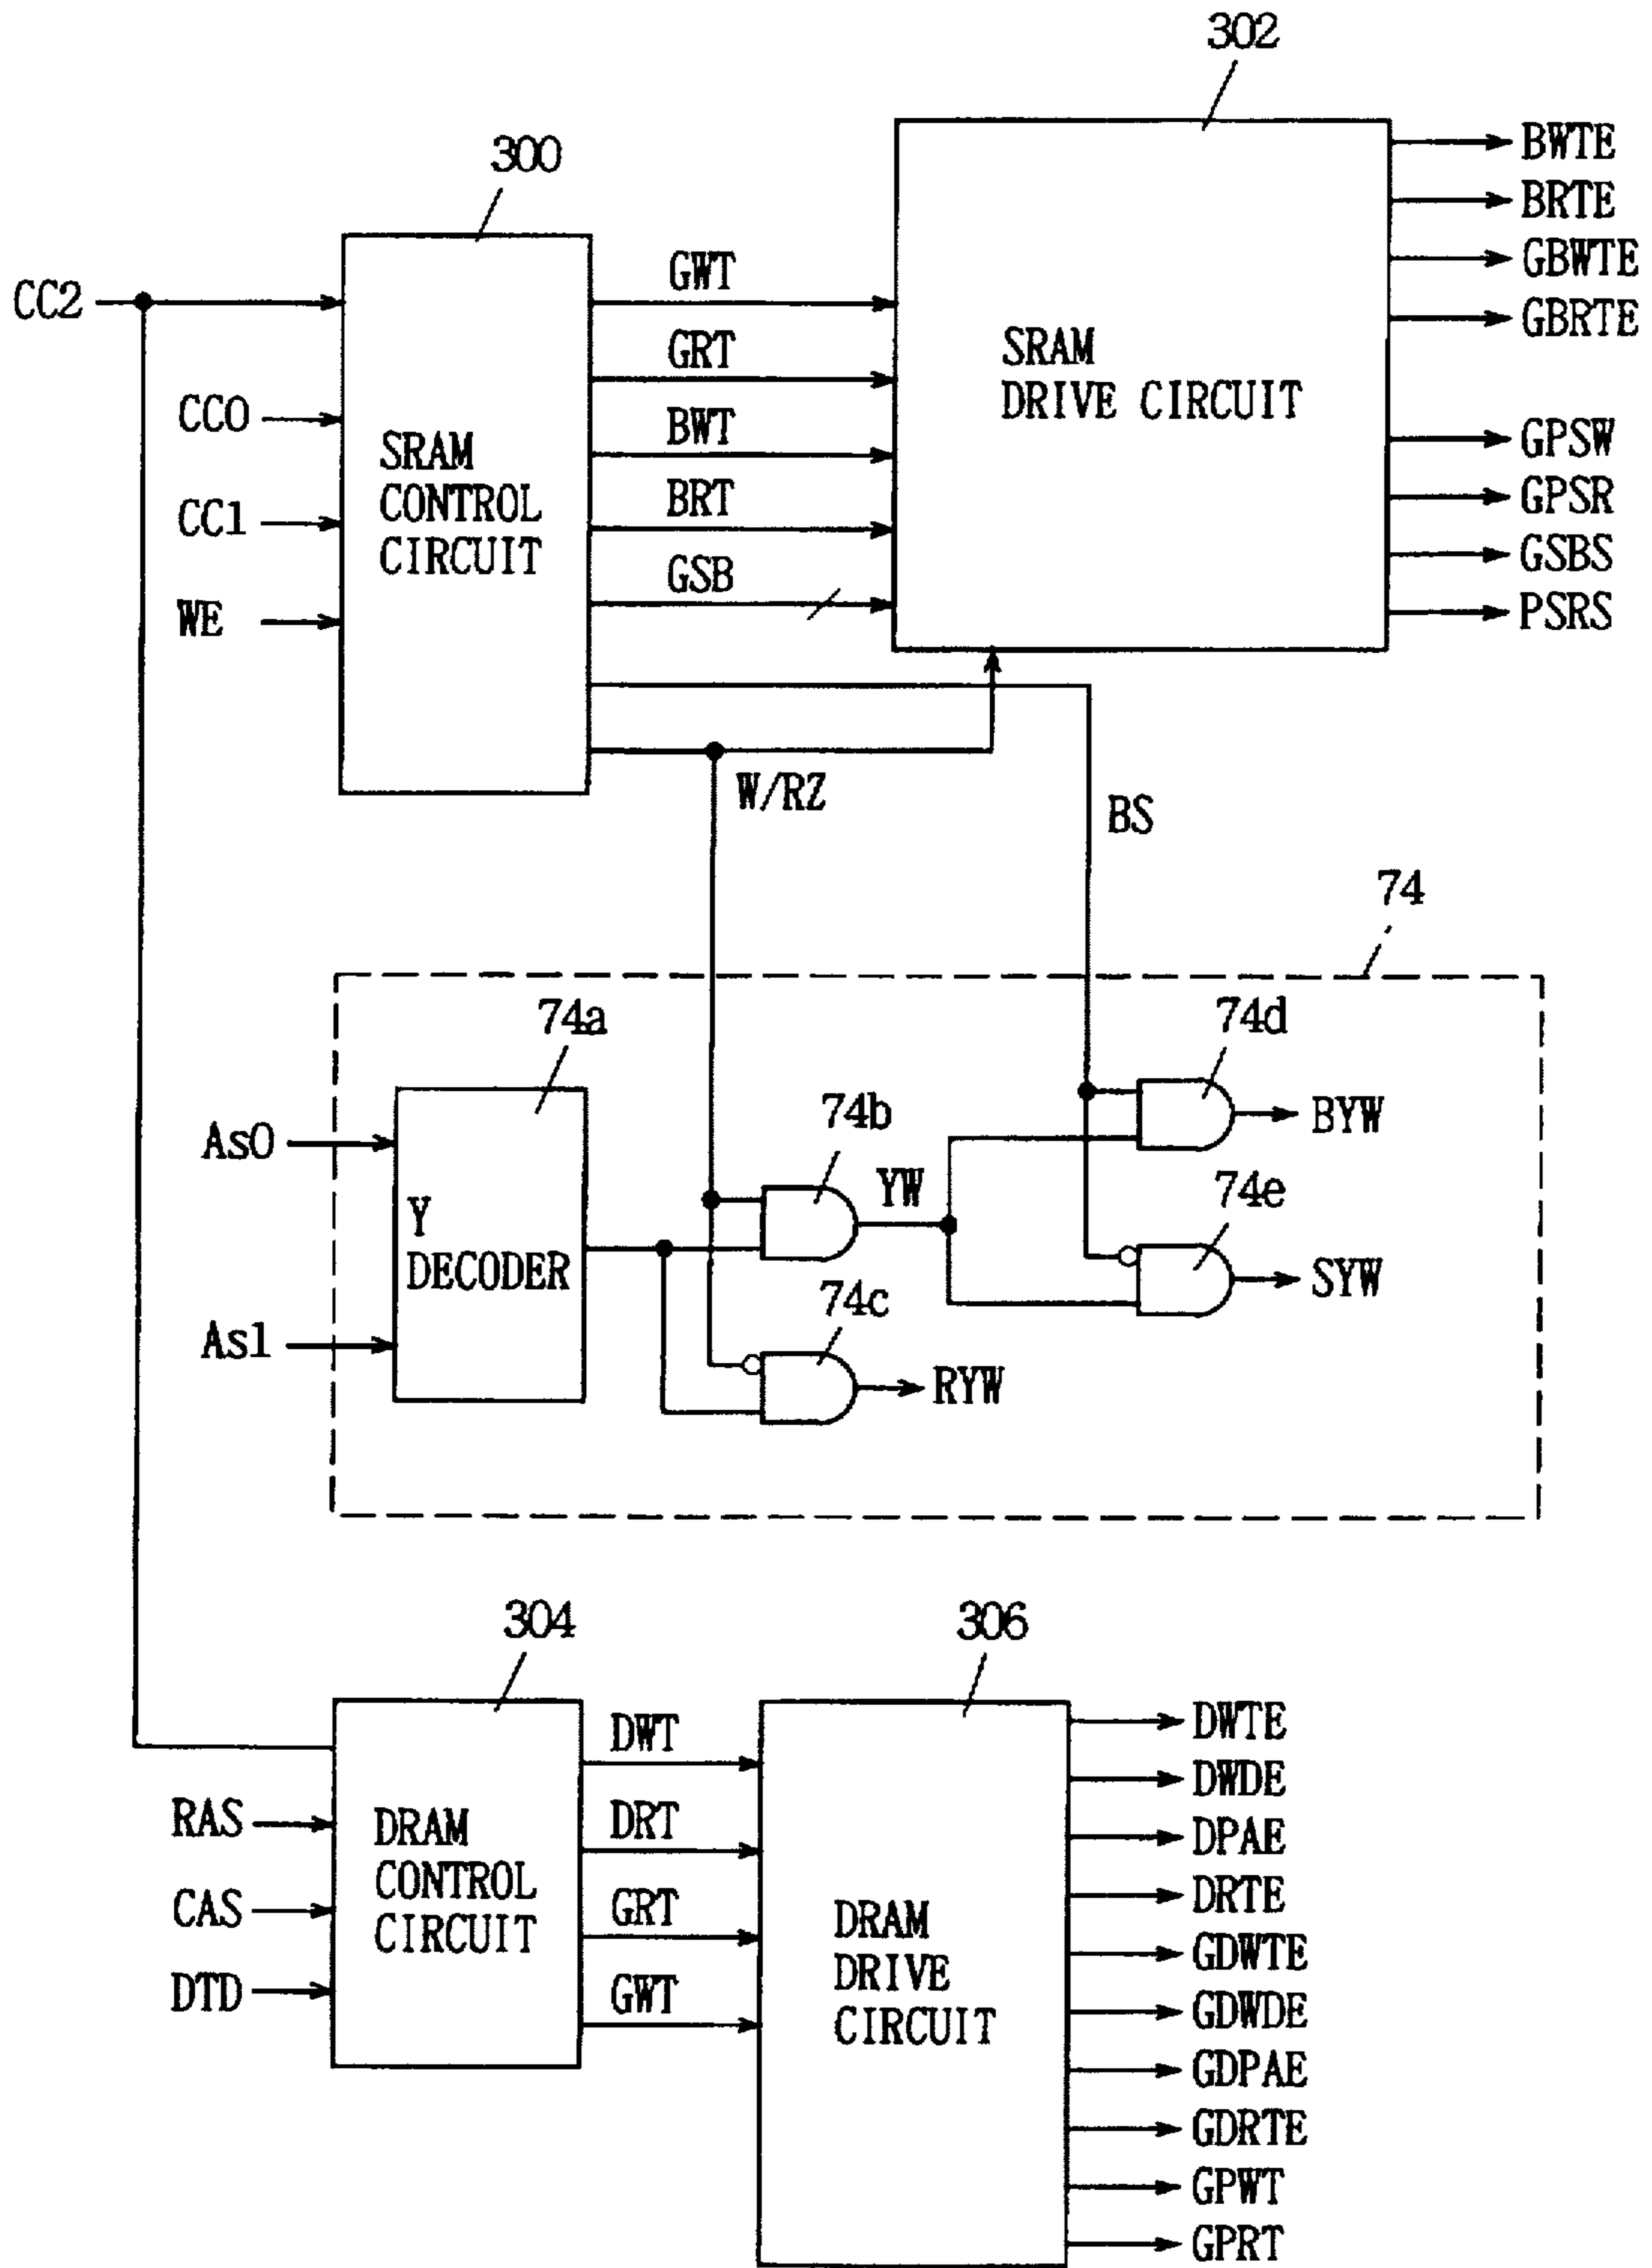 302
300
BWTE
BRTE
GBWTE
GBRTE
GPSW
GPSR
GSBS
PSRS
CC2
CC0
CC1
WE
SRAM
CONTROL
CIRCUIT
GWT
GRT
BWT
BRT
GSB
SRAM
DRIVE CIRCUIT
W/RZ
BS
74
74a
74b
74c
74d
74e
As0
As1
Y
DECODER
YW
RYW
BYW
SYW
304
306
RAS
CAS
DTD
DRAM
CONTROL
CIRCUIT
DWT
DRT
GRT
GWT
DRAM
DRIVE
CIRCUIT
DWTE
DWDE
DPAE
DRTE
GDWTE
GDWDE
GDPAE
GDRTE
GPWT
GPRT